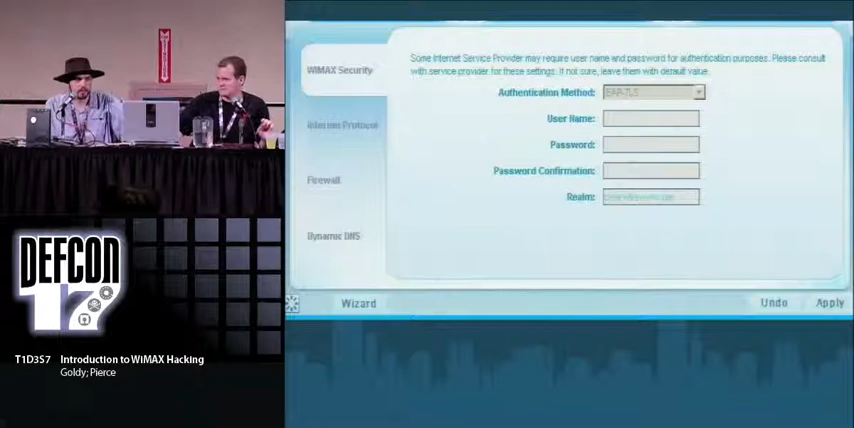 WiMAX Security
Internet Protocol
Firewall
Dynamic DNS
Some Internet Service Provider may require user name and password for authentication purposes. Please consult
with service provider for these settings. If not sure, leave them with default value.
Authentication Method: EAP-TLS
User Name:
Password:
Password Confirmation:
Realm:
Wizard
Undo
Apply
DEFCON
17
T1D3S7 Introduction to WiMAX Hacking
Goldy; Pierce